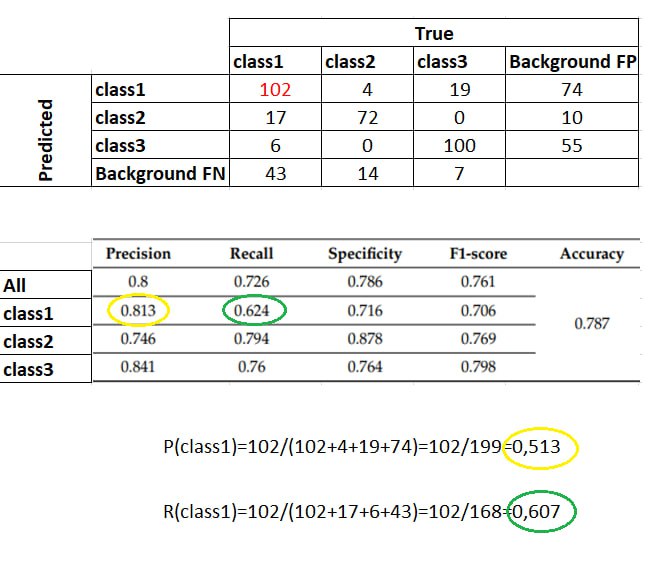 True
class1 class2 class3 Background FP
Predicted
class1 102 4 19 74
class2 17 72 0 10
class3 6 0 100 55
Background FN 43 14 7
Precision Recall Specificity F1-score Accuracy
All 0.8 0.726 0.786 0.761
class1 0.813 0.624 0.716 0.706
0.787
class2 0.746 0.794 0.878 0.769
class3 0.841 0.76 0.764 0.798
P(class1)=102/(102+4+19+74)=102/199=0,513
R(class1)=102/(102+17+6+43)=102/168=0,607